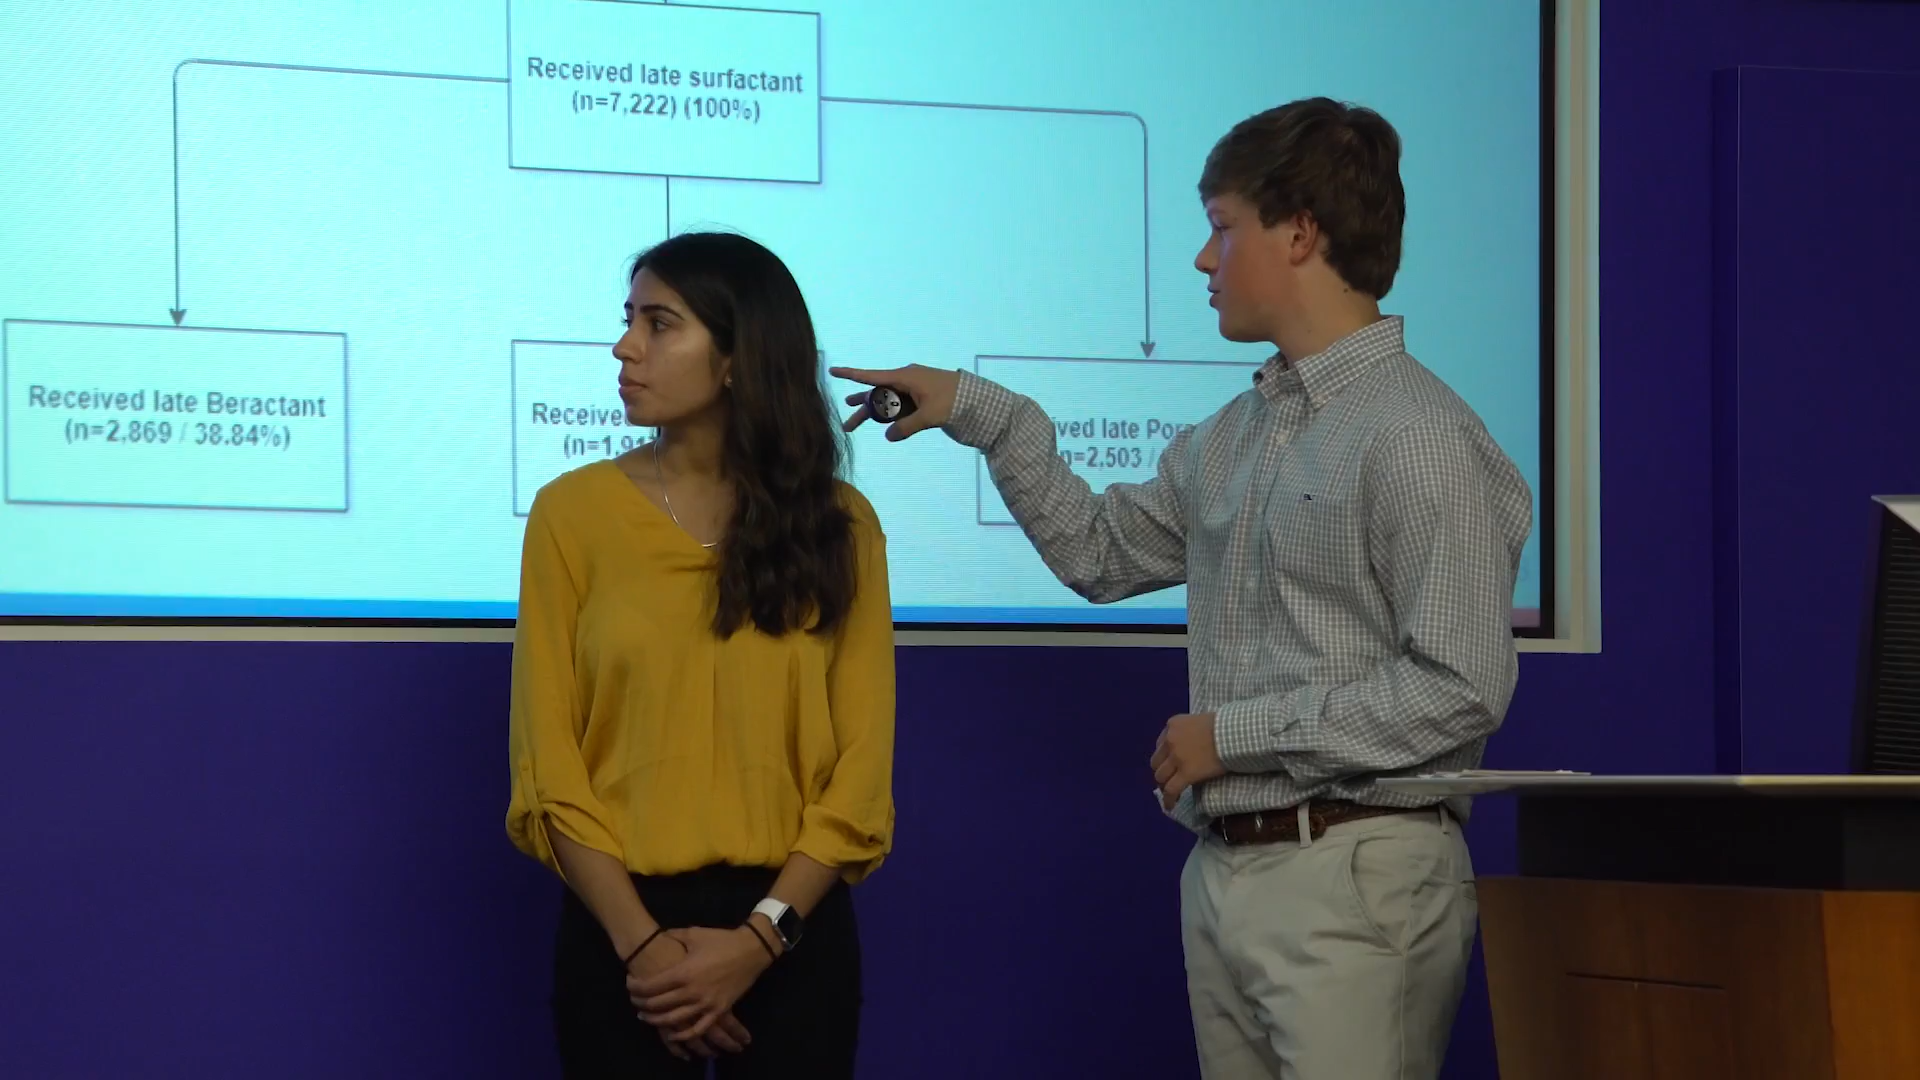 Received late surfactant
(n=7,222) (100%)
Received late Beractant
(n=2,869 / 38.84%)
Received
(n=1,91
ved late Por
n=2,503 /